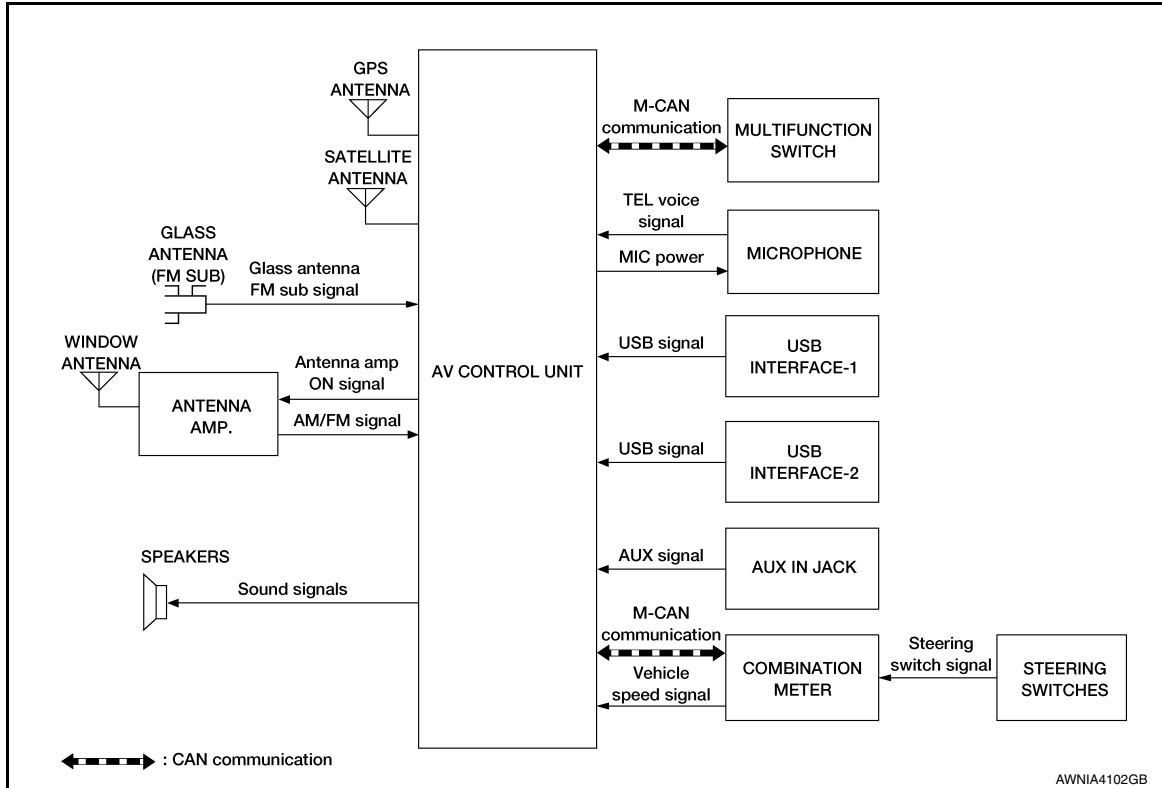 GPS
ANTENNA
SATELLITE
ANTENNA
GLASS
ANTENNA
(FM SUB)
Glass antenna
FM sub signal
WINDOW
ANTENNA
Antenna amp
ON signal
ANTENNA
AMP.
AM/FM signal
SPEAKERS
Sound signals
AV CONTROL UNIT
M-CAN
communication
MULTIFUNCTION
SWITCH
TEL voice
signal
MIC power
MICROPHONE
USB signal
USB
INTERFACE-1
USB signal
USB
INTERFACE-2
AUX signal
AUX IN JACK
M-CAN
communication
Vehicle
speed signal
COMBINATION
METER
Steering
switch signal
STEERING
SWITCHES
: CAN communication
AWNIA4102GB